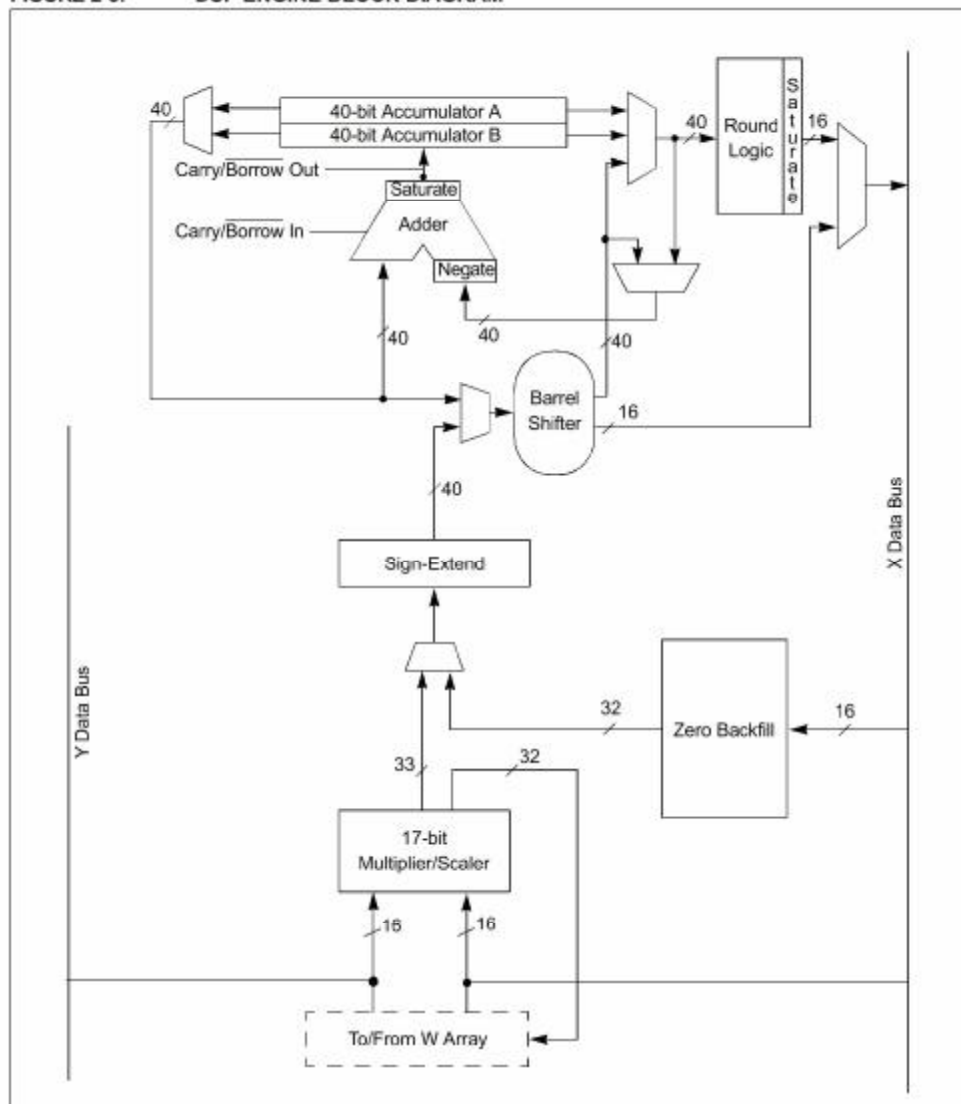 40
40-bit Accumulator A
40-bit Accumulator B
Carry/Borrow Out
Saturate
Carry/Borrow In
Adder
Negate
40
Round
Logic
Saturate
16
40
40
40
Barrel
Shifter
16
40
Sign-Extend
X Data Bus
Y Data Bus
33
32
32
Zero Backfill
16
17-bit
Multiplier/Scaler
16
16
To/From W Array